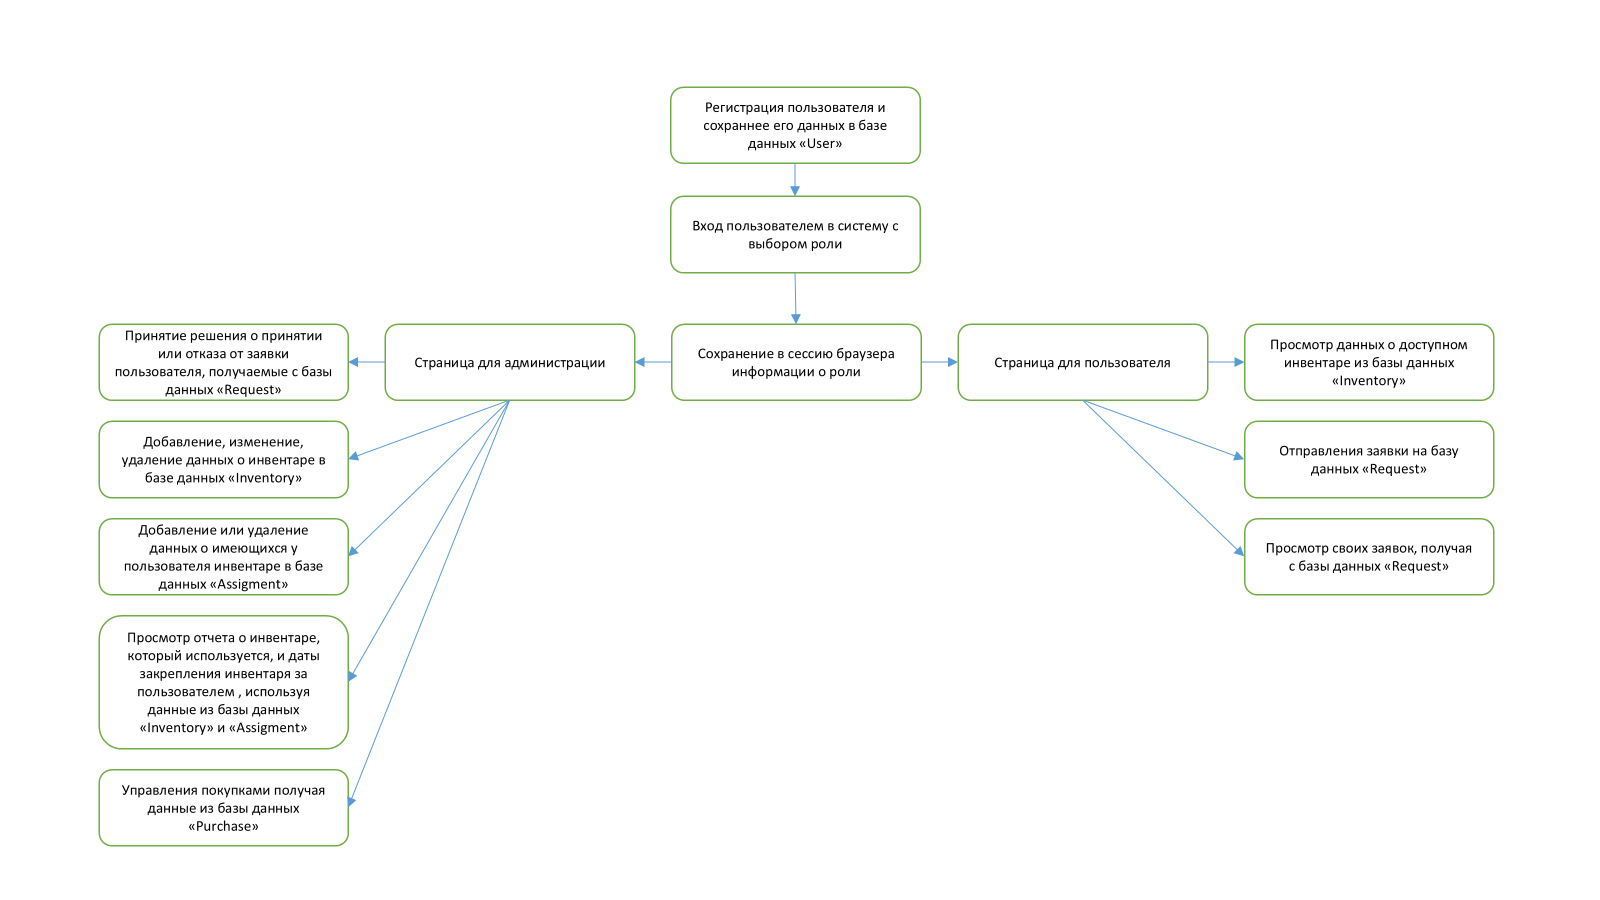 Регистрация пользователя и
сохраннее его данных в базе
данных «User»
Вход пользователем в систему с
выбором роли
Принятие решения о принятии
или отказа от заявки
пользователя, получаемые с базы
данных «Request»
Страница для администрации
Сохранение в сессию браузера
информации о роли
Страница для пользователя
Просмотр данных о доступном
инвентаре из базы данных
«Inventory»
Добавление, изменение,
удаление данных о инвентаре в
базе данных «Inventory»
Отправления заявки на базу
данных «Request»
Добавление или удаление
данных о имеющихся у
пользователя инвентаре в базе
данных «Assigment»
Просмотр своих заявок, получая
с базы данных «Request»
Просмотр отчета о инвентаре,
который используется, и даты
закрепления инвентаря за
пользователем , используя
данные из базы данных
«Inventory» и «Assigment»
Управления покупками получая
данные из базы данных
«Purchase»